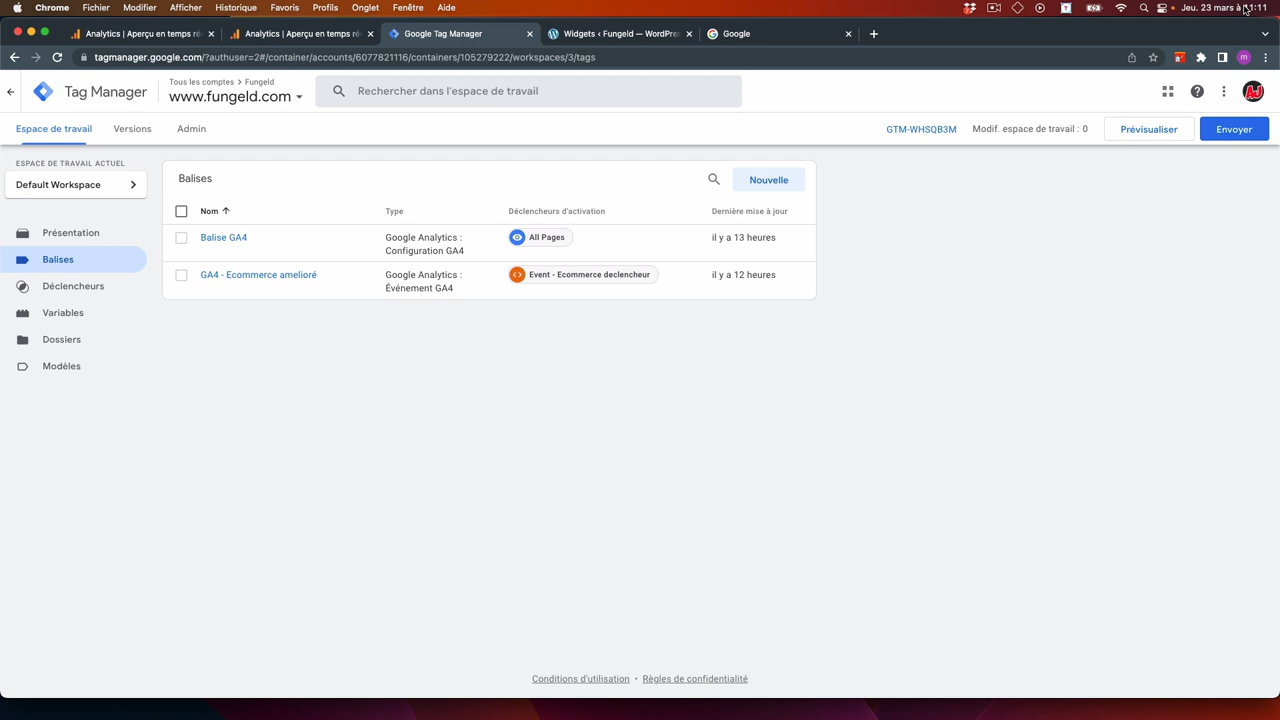 Chrome Fichier Modifier Afficher Historique Favoris Profils Onglet Fenêtre Aide Jeu. 23 mars à 11:11
Analytics | Aperçu en temps ré
Analytics | Aperçu en temps ré
Google Tag Manager
Widgets ‹ Fungeld — WordPres
Google
tagmanager.google.com/?authuser=2#/container/accounts/6077821116/containers/105279222/workspaces/3/tags
Tag Manager
Tous les comptes > Fungeld
www.fungeld.com
Rechercher dans l'espace de travail
Espace de travail Versions Admin
GTM-WHSQB3M Modif. espace de travail : 0 Prévisualiser Envoyer
ESPACE DE TRAVAIL ACTUEL
Default Workspace
Présentation
Balises
Déclencheurs
Variables
Dossiers
Modèles
Balises
Nouvelle
Nom Type Déclencheurs d'activation Dernière mise à jour
Balise GA4 Google Analytics : Configuration GA4 All Pages il y a 13 heures
GA4 - Ecommerce amelioré Google Analytics : Événement GA4 Event - Ecommerce declencheur il y a 12 heures
Conditions d'utilisation • Règles de confidentialité